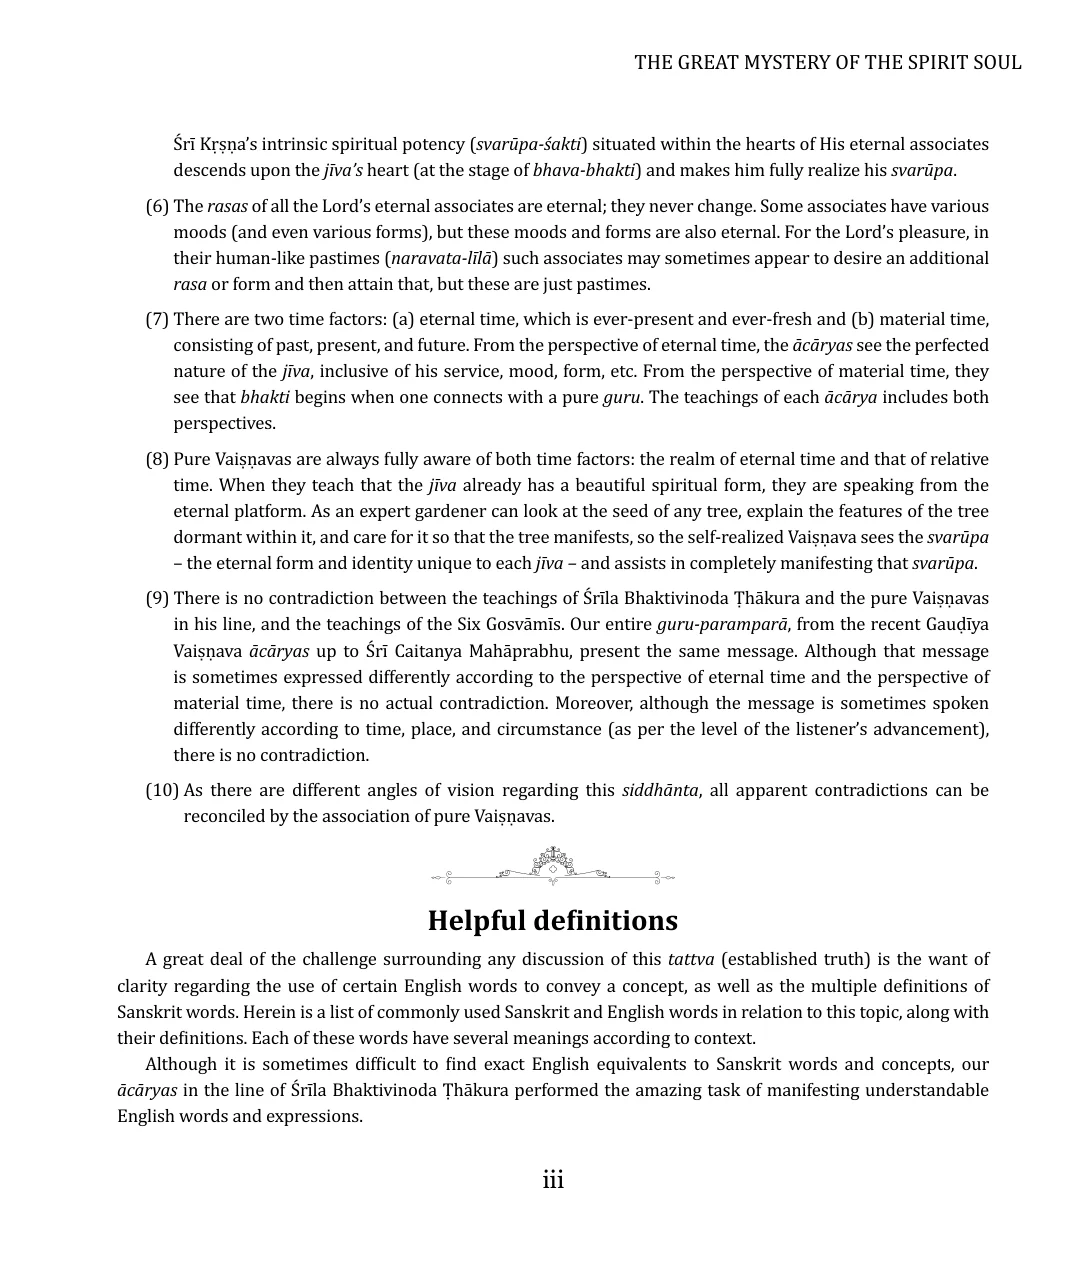 THE GREAT MYSTERY OF THE SPIRIT SOUL
Śrī Kṛṣṇa’s intrinsic spiritual potency (svarūpa-śakti) situated within the hearts of His eternal associates
descends upon the jīva’s heart (at the stage of bhava-bhakti) and makes him fully realize his svarūpa.
(6) The rasas of all the Lord’s eternal associates are eternal; they never change. Some associates have various
moods (and even various forms), but these moods and forms are also eternal. For the Lord’s pleasure, in
their human-like pastimes (naravata-līlā) such associates may sometimes appear to desire an additional
rasa or form and then attain that, but these are just pastimes.
(7) There are two time factors: (a) eternal time, which is ever-present and ever-fresh and (b) material time,
consisting of past, present, and future. From the perspective of eternal time, the ācāryas see the perfected
nature of the jīva, inclusive of his service, mood, form, etc. From the perspective of material time, they
see that bhakti begins when one connects with a pure guru. The teachings of each ācārya includes both
perspectives.
(8) Pure Vaiṣṇavas are always fully aware of both time factors: the realm of eternal time and that of relative
time. When they teach that the jīva already has a beautiful spiritual form, they are speaking from the
eternal platform. As an expert gardener can look at the seed of any tree, explain the features of the tree
dormant within it, and care for it so that the tree manifests, so the self-realized Vaiṣṇava sees the svarūpa
– the eternal form and identity unique to each jīva – and assists in completely manifesting that svarūpa.
(9) There is no contradiction between the teachings of Śrīla Bhaktivinoda Ṭhākura and the pure Vaiṣṇavas
in his line, and the teachings of the Six Gosvāmīs. Our entire guru-paramparā, from the recent Gauḍīya
Vaiṣṇava ācāryas up to Śrī Caitanya Mahāprabhu, present the same message. Although that message
is sometimes expressed differently according to the perspective of eternal time and the perspective of
material time, there is no actual contradiction. Moreover, although the message is sometimes spoken
differently according to time, place, and circumstance (as per the level of the listener’s advancement),
there is no contradiction.
(10) As there are different angles of vision regarding this siddhānta, all apparent contradictions can be
reconciled by the association of pure Vaiṣṇavas.
Helpful definitions
A great deal of the challenge surrounding any discussion of this tattva (established truth) is the want of
clarity regarding the use of certain English words to convey a concept, as well as the multiple definitions of
Sanskrit words. Herein is a list of commonly used Sanskrit and English words in relation to this topic, along with
their definitions. Each of these words have several meanings according to context.
Although it is sometimes difficult to find exact English equivalents to Sanskrit words and concepts, our
ācāryas in the line of Śrīla Bhaktivinoda Ṭhākura performed the amazing task of manifesting understandable
English words and expressions.
iii